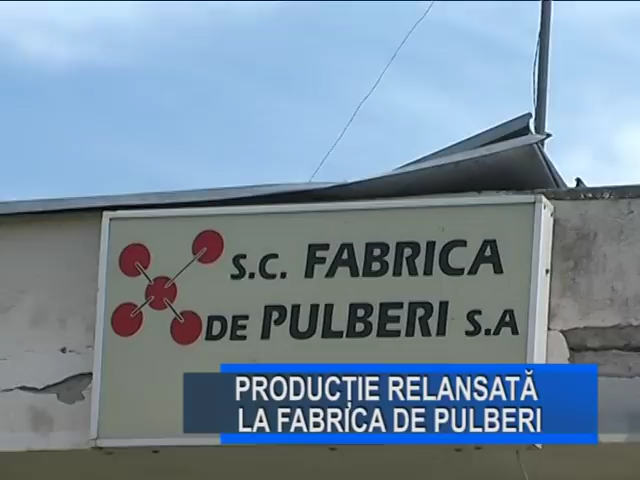 S.C. FABRICA
DE PULBERI S.A
PRODUCȚIE RELANSATĂ
LA FABRICA DE PULBERI